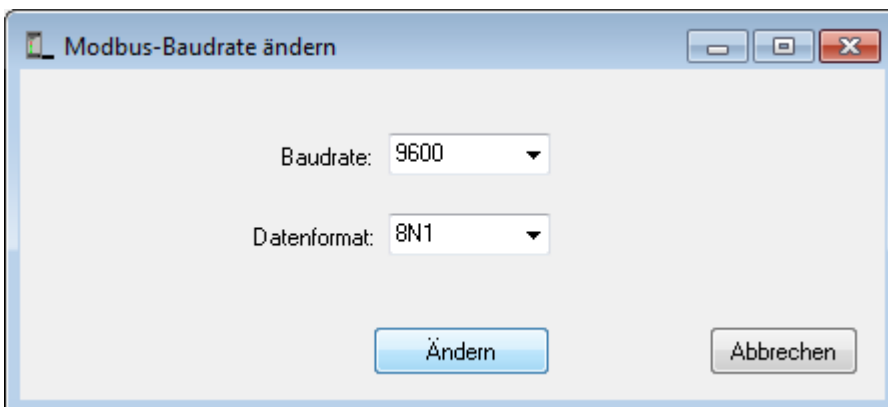 Modbus-Baudrate ändern
Baudrate: 9600
Datenformat: 8N1
Ändern Abbrechen